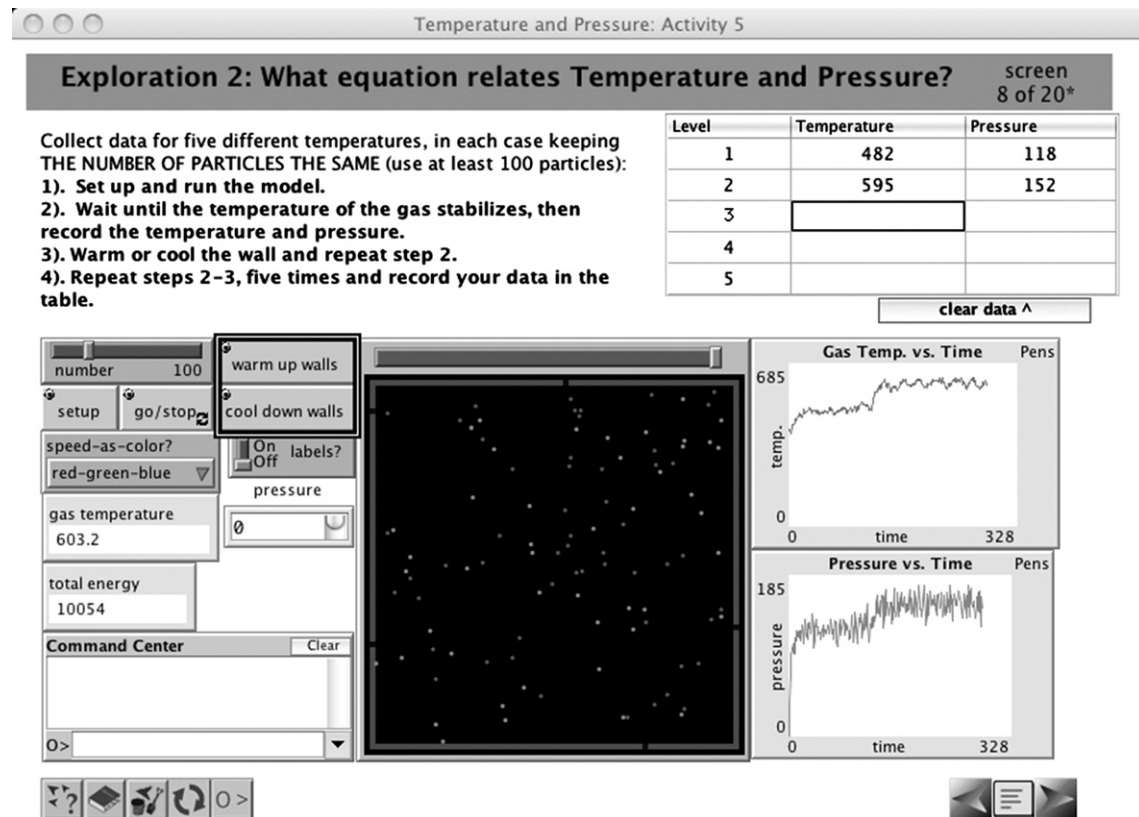 Temperature and Pressure: Activity 5
Exploration 2: What equation relates Temperature and Pressure?
screen
8 of 20*
Collect data for five different temperatures, in each case keeping
THE NUMBER OF PARTICLES THE SAME (use at least 100 particles):
1). Set up and run the model.
2). Wait until the temperature of the gas stabilizes, then
record the temperature and pressure.
3). Warm or cool the wall and repeat step 2.
4). Repeat steps 2-3, five times and record your data in the
table.
Level Temperature Pressure
1 482 118
2 595 152
3
4
5
clear data ^
number 100
warm up walls
setup
go/stop
cool down walls
speed-as-color?
red-green-blue
On
Off
labels?
pressure
0
gas temperature
603.2
total energy
10054
Command Center
Clear
O>
Gas Temp. vs. Time
Pens
685
temp.
0
0 time 328
Pressure vs. Time
Pens
185
pressure
0
0 time 328
?
O >